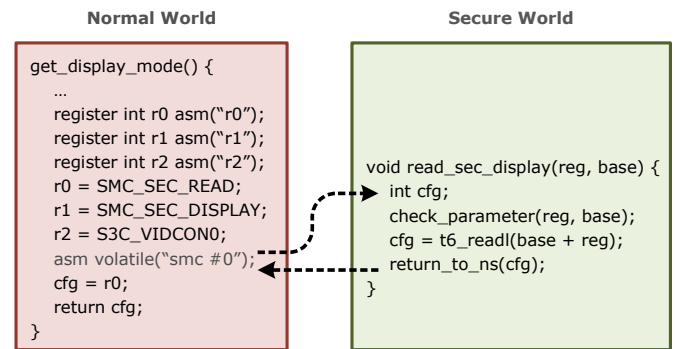 Normal World
get_display_mode() {
…
register int r0 asm(“r0”);
register int r1 asm(“r1”);
register int r2 asm(“r2”);
r0 = SMC_SEC_READ;
r1 = SMC_SEC_DISPLAY;
r2 = S3C_VIDCON0;
asm volatile(“smc #0”);
cfg = r0;
return cfg;
}
Secure World
void read_sec_display(reg, base) {
int cfg;
check_parameter(reg, base);
cfg = t6_readl(base + reg);
return_to_ns(cfg);
}